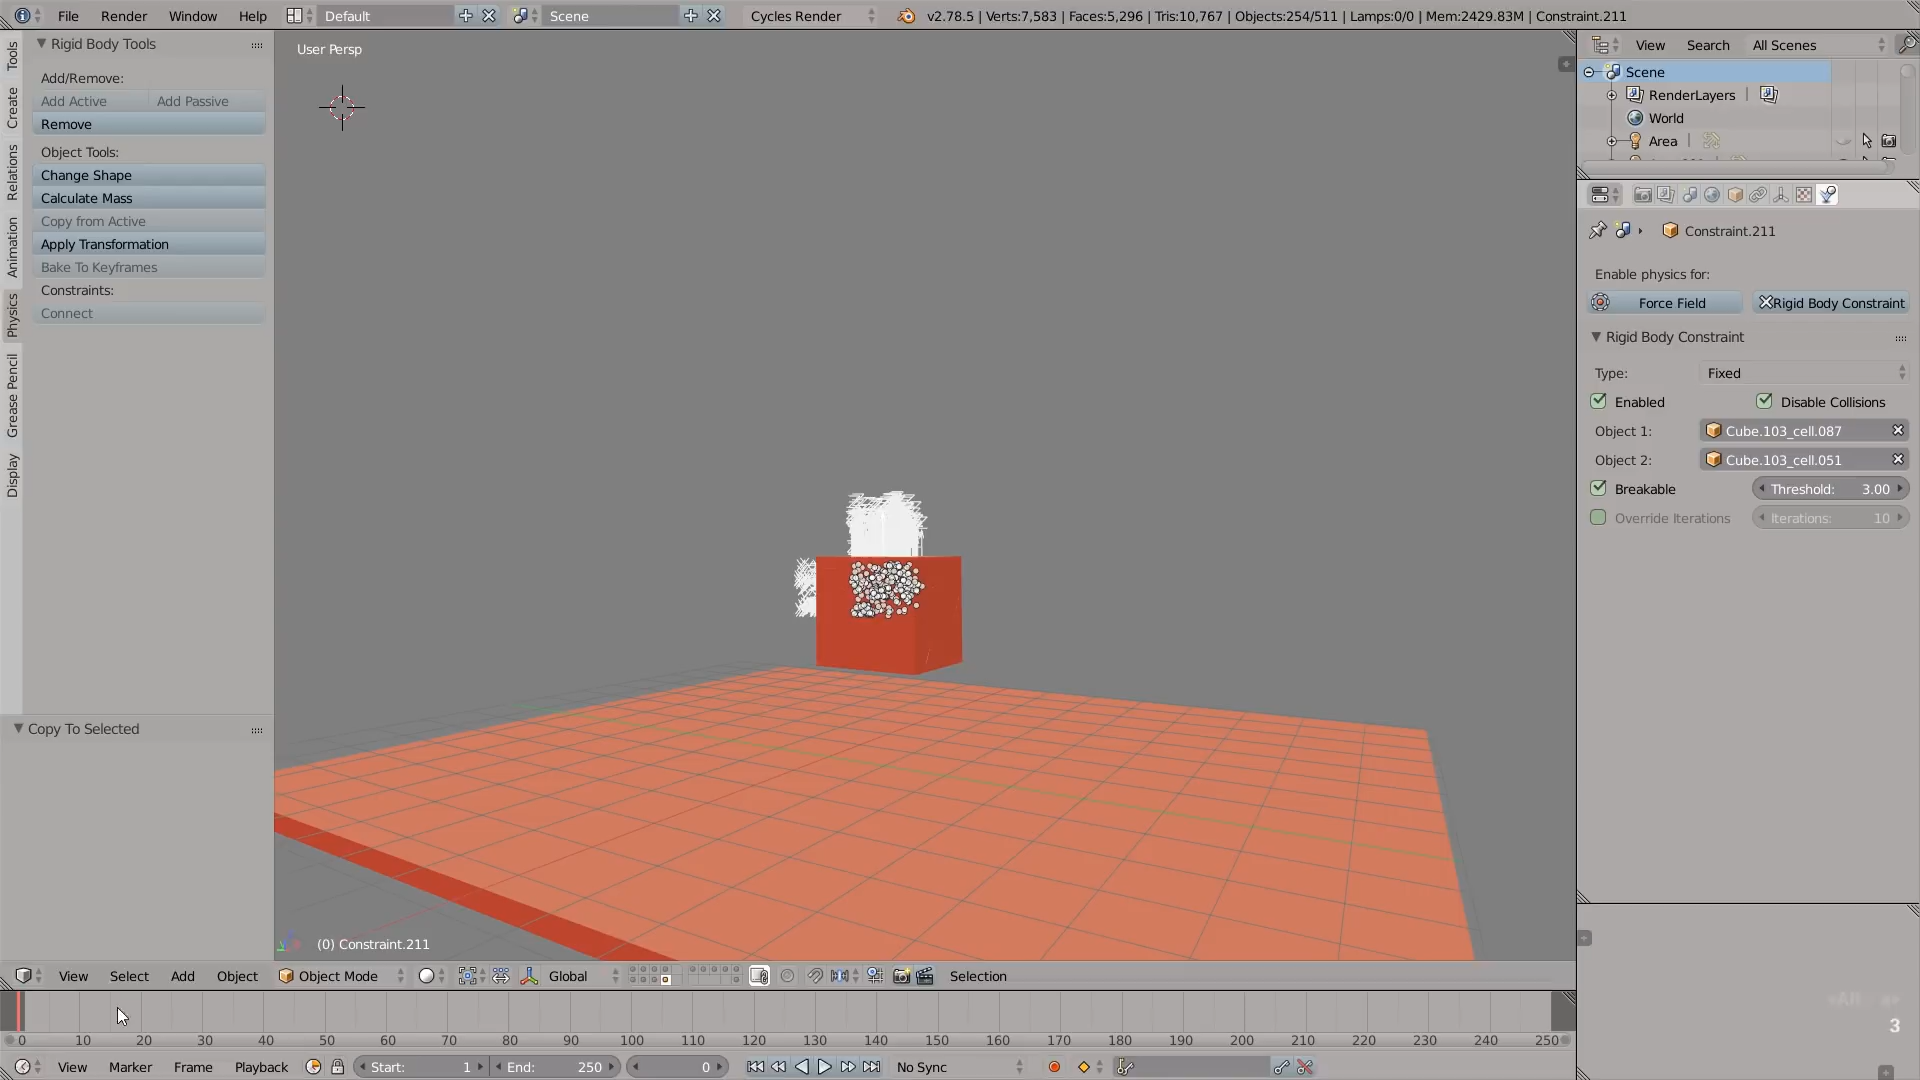 File Render Window Help Default Scene Cycles Render v2.78.5 | Verts:7,583 | Faces:5,296 | Tris:10,767 | Objects:254/511 | Lamps:0/0 | Mem:2429.83M | Constraint.211
Rigid Body Tools
Add/Remove:
Add Active Add Passive
Remove
Object Tools:
Change Shape
Calculate Mass
Copy from Active
Apply Transformation
Bake To Keyframes
Constraints:
Connect
Tools
Create
Relations
Animation
Physics
Grease Pencil
Display
Copy To Selected
User Persp
(0) Constraint.211
View Search All Scenes
Scene
RenderLayers
World
Area
Constraint.211
Enable physics for:
Force Field Rigid Body Constraint
Rigid Body Constraint
Type: Fixed
Enabled Disable Collisions
Object 1: Cube.103_cell.087
Object 2: Cube.103_cell.051
Breakable Threshold: 3.00
Override Iterations Iterations: 10
3
View Select Add Object Object Mode Global Selection
0 10 20 30 40 50 60 70 80 90 100 110 120 130 140 150 160 170 180 190 200 210 220 230 240 250
View Marker Frame Playback Start: 1 End: 250 0 No Sync